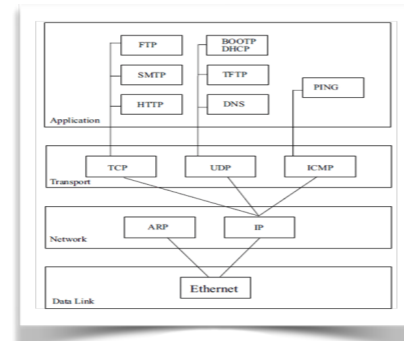 FTP
BOOTP
DHCP
SMTP
TFTP
PING
HTTP
DNS
Application
TCP
UDP
ICMP
Transport
ARP
IP
Network
Ethernet
Data Link